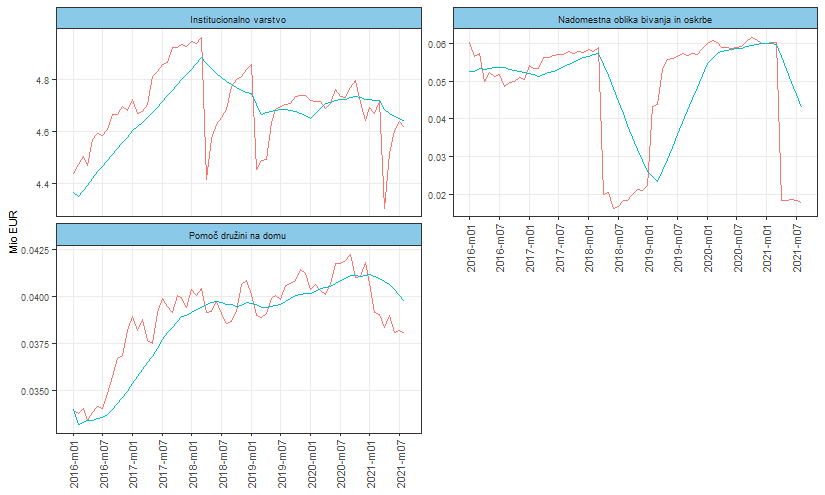 Institucionalno varstvo
4.8
4.6
4.4
2016-m01
2016-m07
2017-m01
2017-m07
2018-m01
2018-m07
2019-m01
2019-m07
2020-m01
2020-m07
2021-m01
2021-m07
Nadomestna oblika bivanja in oskrbe
0.06
0.05
0.04
0.03
0.02
2016-m01
2016-m07
2017-m01
2017-m07
2018-m01
2018-m07
2019-m01
2019-m07
2020-m01
2020-m07
2021-m01
2021-m07
Mio EUR
Pomoč družini na domu
0.0425
0.0400
0.0375
0.0350